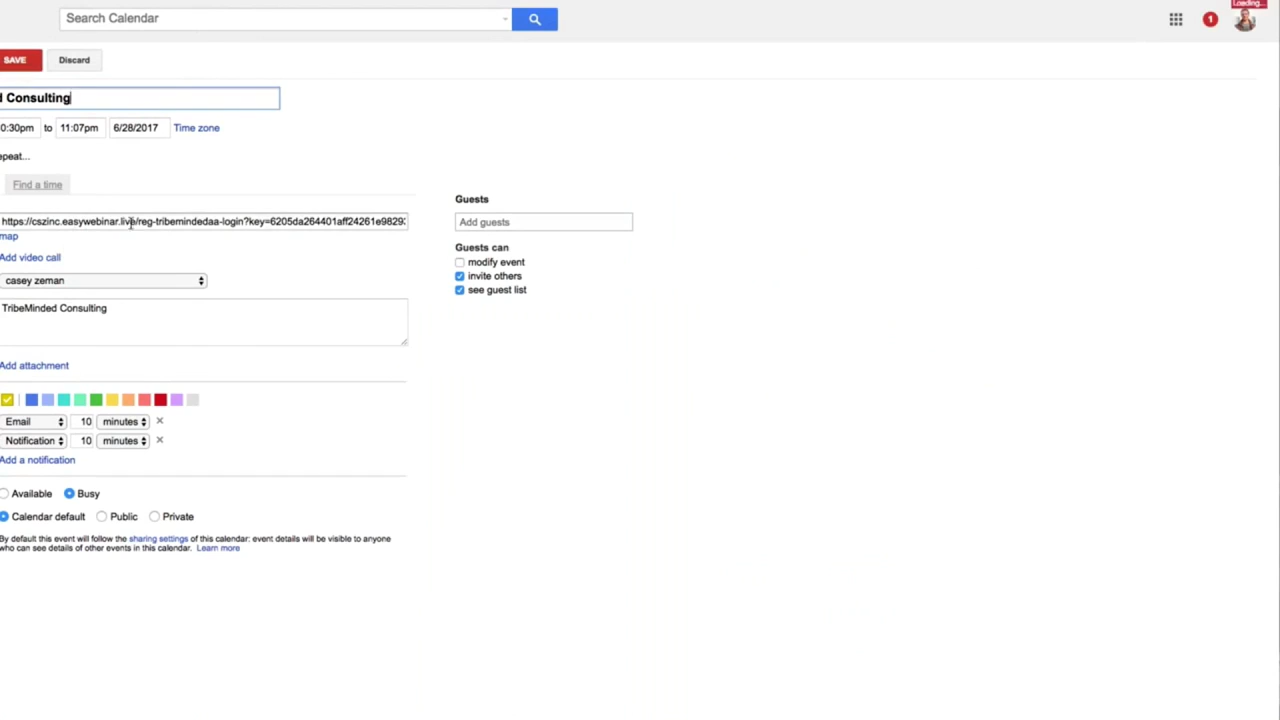 Loading...
Search Calendar
1
SAVE
Discard
d Consulting
0:30pm to 11:07pm 6/28/2017 Time zone
epeat...
Find a time
https://cszinc.easywebinar.live/reg-tribemindedaa-login?key=6205da264401aff24261e9829
map
Add video call
casey zeman
TribeMinded Consulting
Add attachment
Email 10 minutes ×
Notification 10 minutes ×
Add a notification
Available Busy
Calendar default Public Private
By default this event will follow the sharing settings of this calendar: event details will be visible to anyone
who can see details of other events in this calendar. Learn more
Guests
Add guests
Guests can
modify event
invite others
see guest list